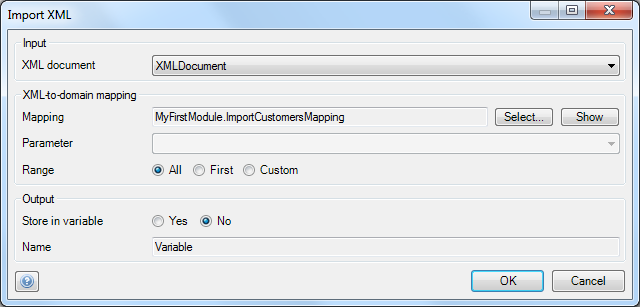 Import XML
Input
XML document XMLDocument
XML-to-domain mapping
Mapping MyFirstModule.ImportCustomersMapping Select... Show
Parameter
Range All First Custom
Output
Store in variable Yes No
Name Variable
? OK Cancel